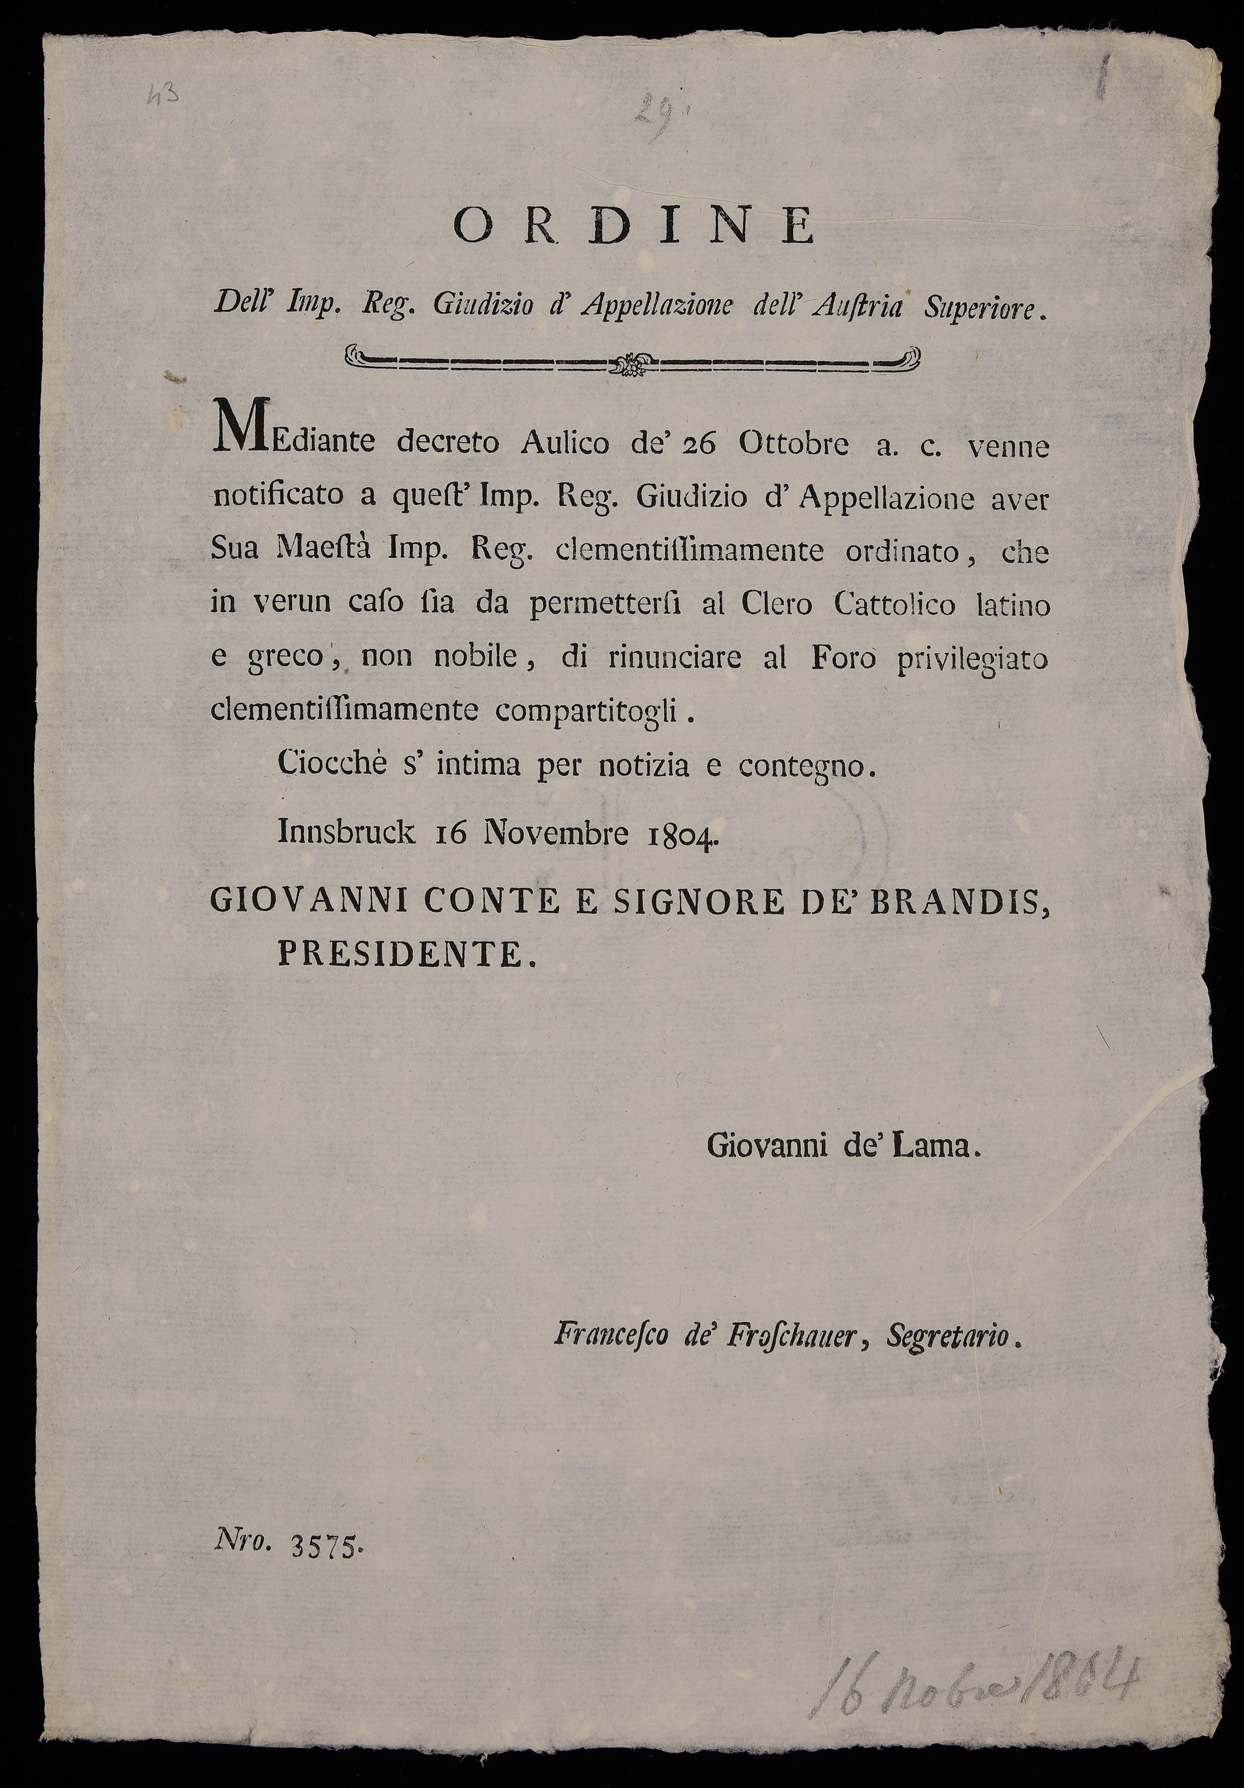 43
29.
1
ORDINE
Dell' Imp. Reg. Giudizio d' Appellazione dell' Auſtria Superiore.
MEdiante decreto Aulico de' 26 Ottobre a. c. venne
notificato a queſt' Imp. Reg. Giudizio d' Appellazione aver
Sua Maeſtà Imp. Reg. clementiſſimamente ordinato, che
in verun caſo ſia da permetterſi al Clero Cattolico latino
e greco, non nobile, di rinunciare al Foro privilegiato
clementiſſimamente compartitogli.
Ciocchè s' intima per notizia e contegno.
Innsbruck 16 Novembre 1804.
GIOVANNI CONTE E SIGNORE DE' BRANDIS,
PRESIDENTE.
Giovanni de' Lama.
Franceſco de' Froſchauer, Segretario.
Nro. 3575.
16 Nobre 1804